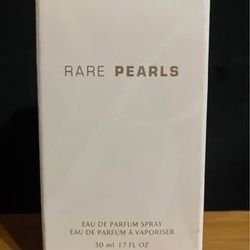 RARE PEARLS
EAU DE PARFUM SPRAY
EAU DE PARFUM À VAPORISER
50 ml 1.7 FL OZ